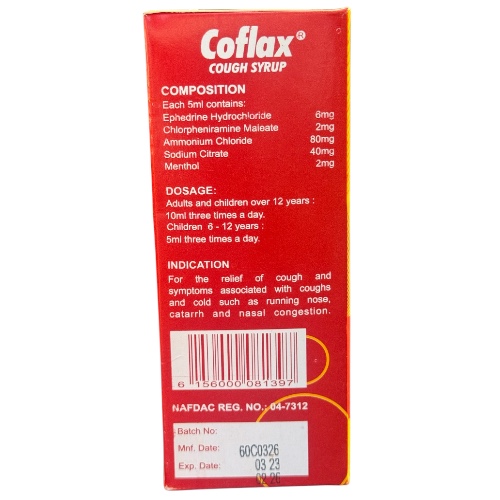 Coflax®
COUGH SYRUP
COMPOSITION
Each 5ml contains:
Ephedrine Hydrochloride 6mg
Chlorpheniramine Maleate 2mg
Ammonium Chloride 80mg
Sodium Citrate 40mg
Menthol 2mg
DOSAGE:
Adults and children over 12 years :
10ml three times a day.
Children 6 - 12 years :
5ml three times a day.
INDICATION
For the relief of cough and
symptoms associated with coughs
and cold such as running nose,
catarrh and nasal congestion.
6 156000 081397
NAFDAC REG. NO.: 04-7312
Batch No:
Mnf. Date: 60C0326
Exp. Date: 03 23
02 26